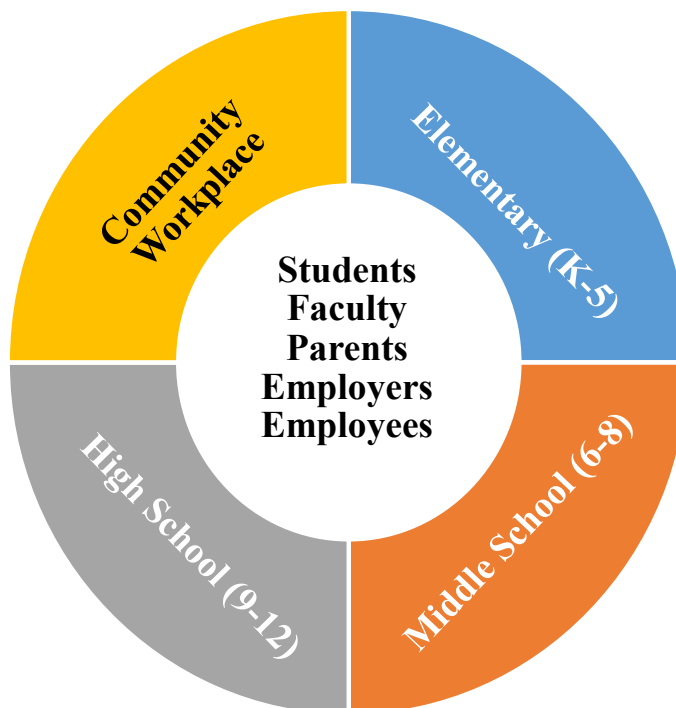 Community
Workplace
Elementary (K-5)
Students
Faculty
Parents
Employers
Employees
High School (9-12)
Middle School (6-8)